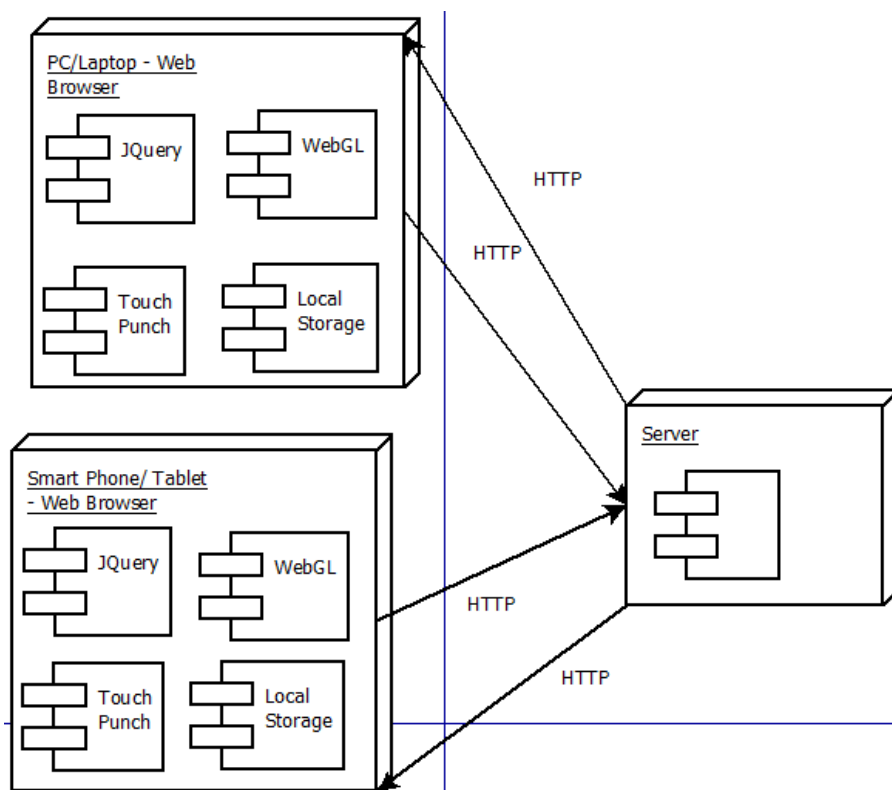 PC/Laptop - Web
Browser
JQuery
WebGL
Touch
Punch
Local
Storage
HTTP
HTTP
Server
Smart Phone/ Tablet
- Web Browser
JQuery
WebGL
Touch
Punch
Local
Storage
HTTP
HTTP